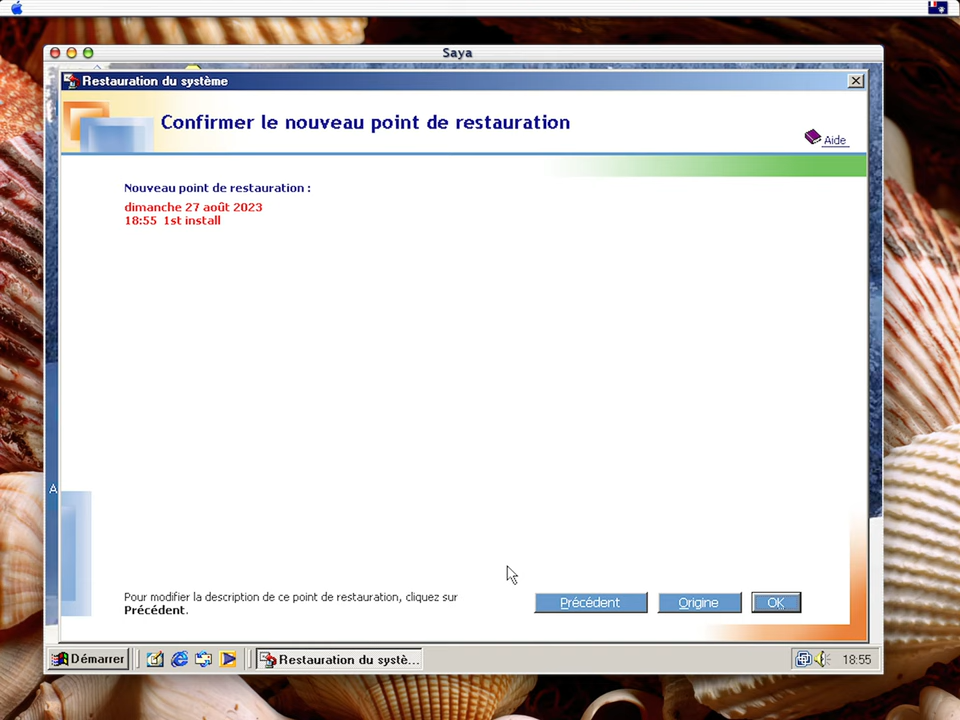 Saya
Restauration du système
Confirmer le nouveau point de restauration
Aide
Nouveau point de restauration :
dimanche 27 août 2023
18:55 1st install
A
Pour modifier la description de ce point de restauration, cliquez sur
Précédent.
Précédent
Origine
OK
Démarrer
Restauration du systè...
18:55